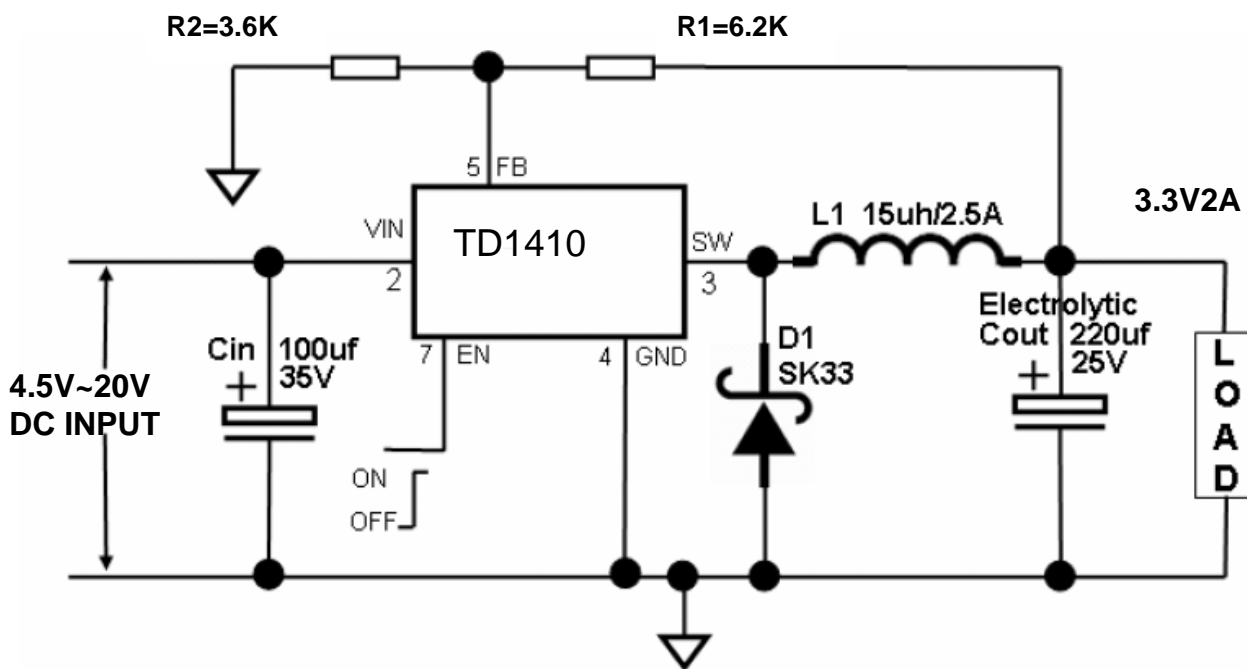 R2=3.6K
R1=6.2K
5 FB
3.3V2A
L1 15uh/2.5A
VIN
TD1410
SW
2
3
Electrolytic
Cout 220uf
25V
+
Cin 100uf
35V
+
7 EN
4 GND
D1
SK33
4.5V~20V
DC INPUT
ON
OFF
LOAD